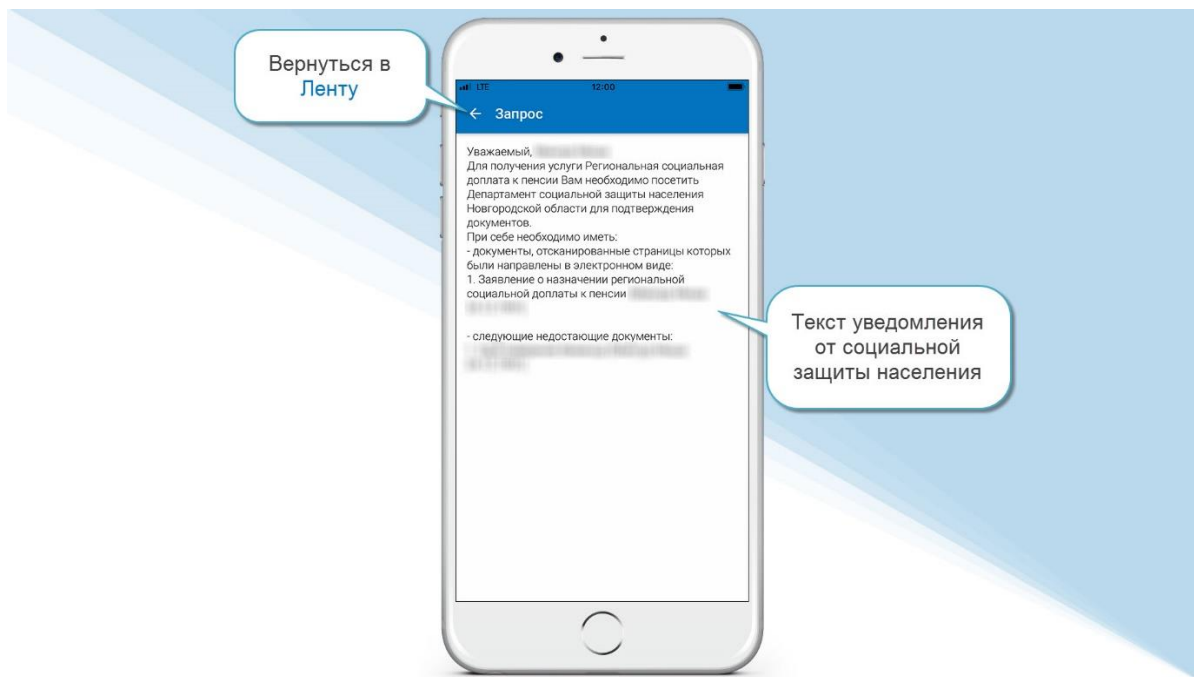 Вернуться в
Ленту
LTE 12:00
← Запрос
Уважаемый,
Для получения услуги Региональная социальная
доплата к пенсии Вам необходимо посетить
Департамент социальной защиты населения
Новгородской области для подтверждения
документов.
При себе необходимо иметь:
- документы, отсканированные страницы которых
были направлены в электронном виде:
1. Заявление о назначении региональной
социальной доплаты к пенсии
- следующие недостающие документы:
Текст уведомления
от социальной
защиты населения